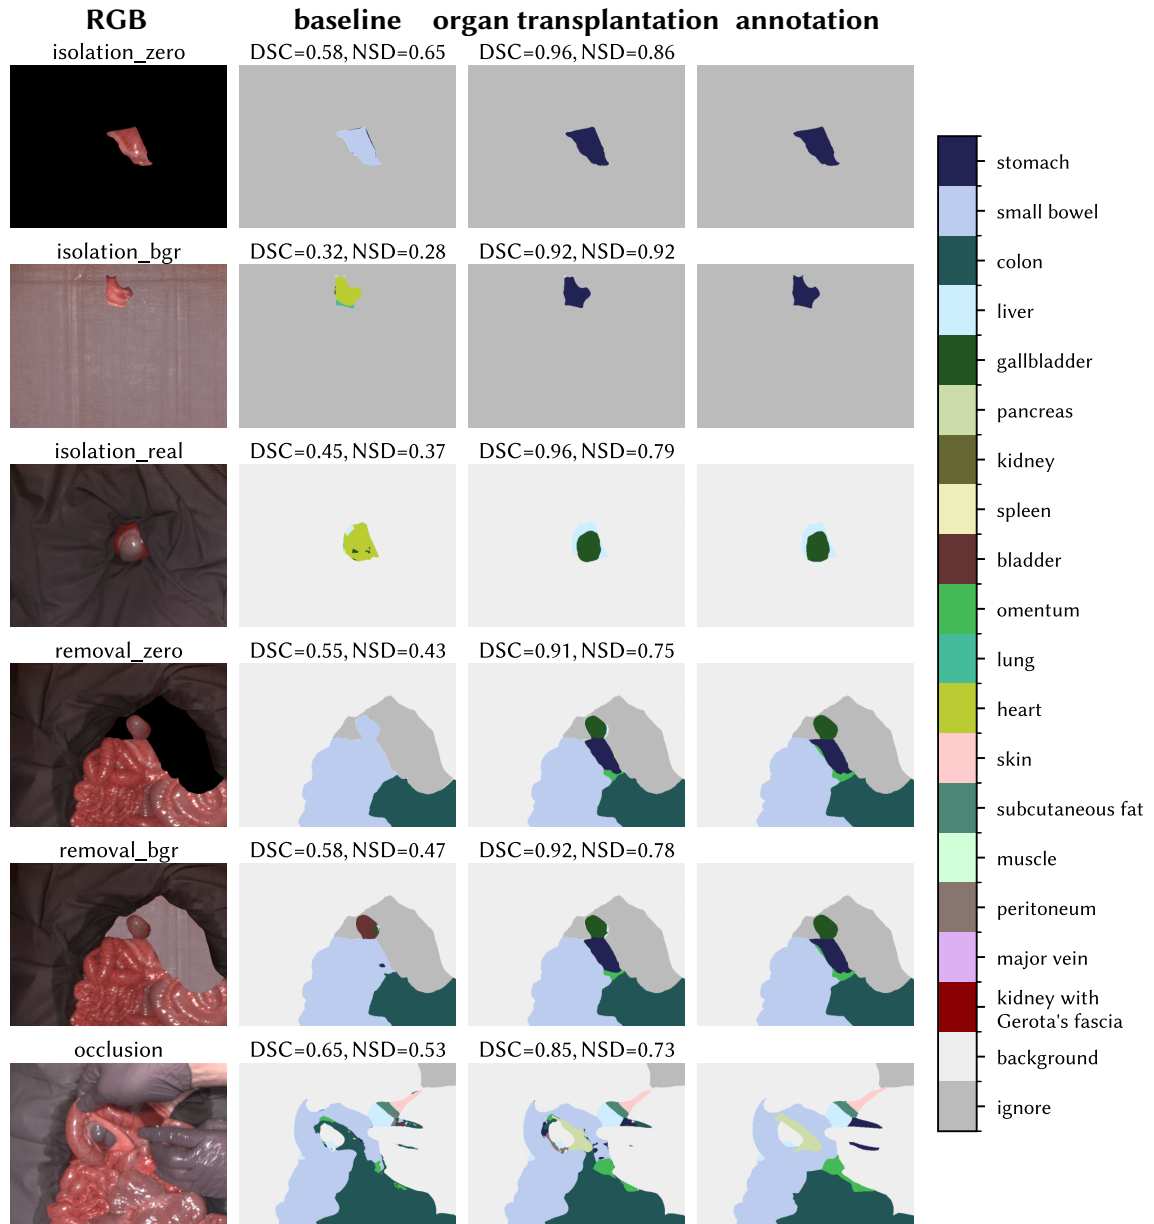 RGB baseline organ transplantation annotation
isolation_zero DSC=0.58, NSD=0.65 DSC=0.96, NSD=0.86
isolation_bgr DSC=0.32, NSD=0.28 DSC=0.92, NSD=0.92
isolation_real DSC=0.45, NSD=0.37 DSC=0.96, NSD=0.79
removal_zero DSC=0.55, NSD=0.43 DSC=0.91, NSD=0.75
removal_bgr DSC=0.58, NSD=0.47 DSC=0.92, NSD=0.78
occlusion DSC=0.65, NSD=0.53 DSC=0.85, NSD=0.73
stomach
small bowel
colon
liver
gallbladder
pancreas
kidney
spleen
bladder
omentum
lung
heart
skin
subcutaneous fat
muscle
peritoneum
major vein
kidney with
Gerota's fascia
background
ignore